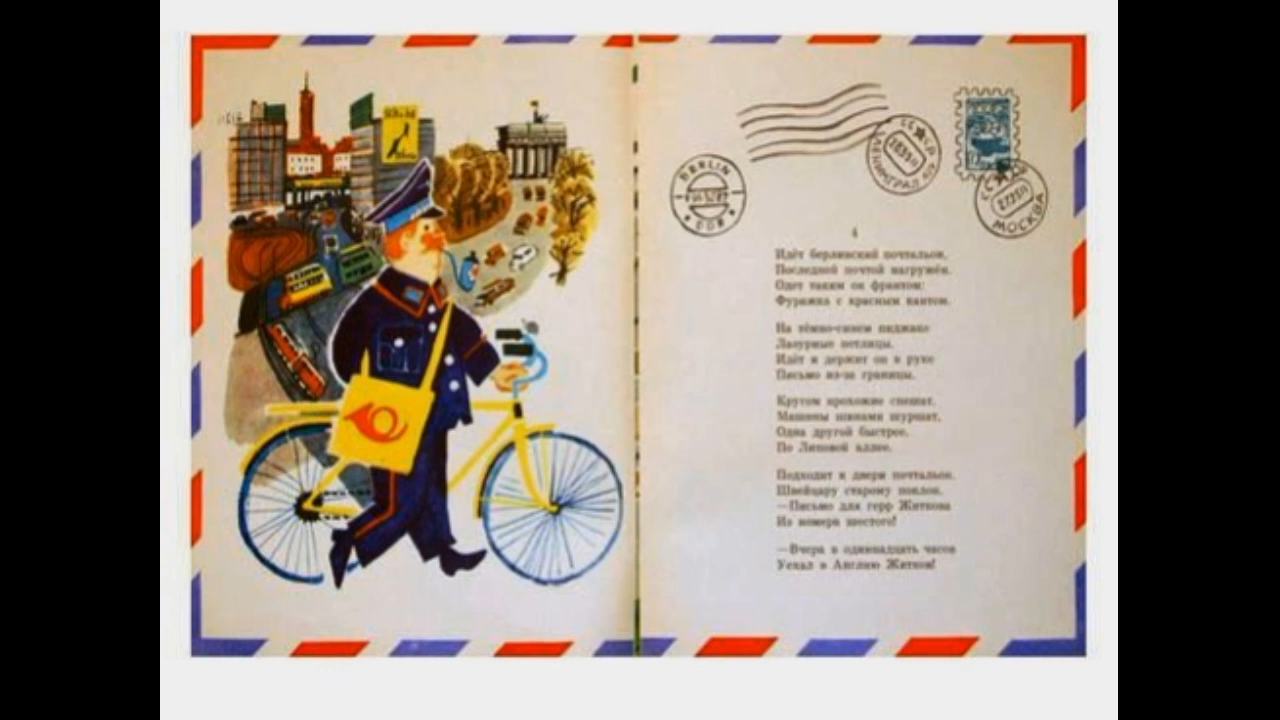 BERLIN
DDR
СССР
ЛЕНИНГРАД
СССР
МОСКВА
4
Идёт берлинский почтальон,
Последней почтой нагружён.
Одет таким он франтом:
Фуражка с красным кантом.
На тёмно-синем пиджаке
Лазурные петлицы.
Идёт и держит он в руке
Письмо из-за границы.
Кругом прохожие спешат.
Машины шинами шуршат,
Одна другой быстрее,
По Липовой аллее.
Подходит к двери почтальон.
Швейцару старому поклон.
—Письмо для герр Житкова
Из номера шестого!
—Вчера в одиннадцать часов
Уехал в Англию Житков!